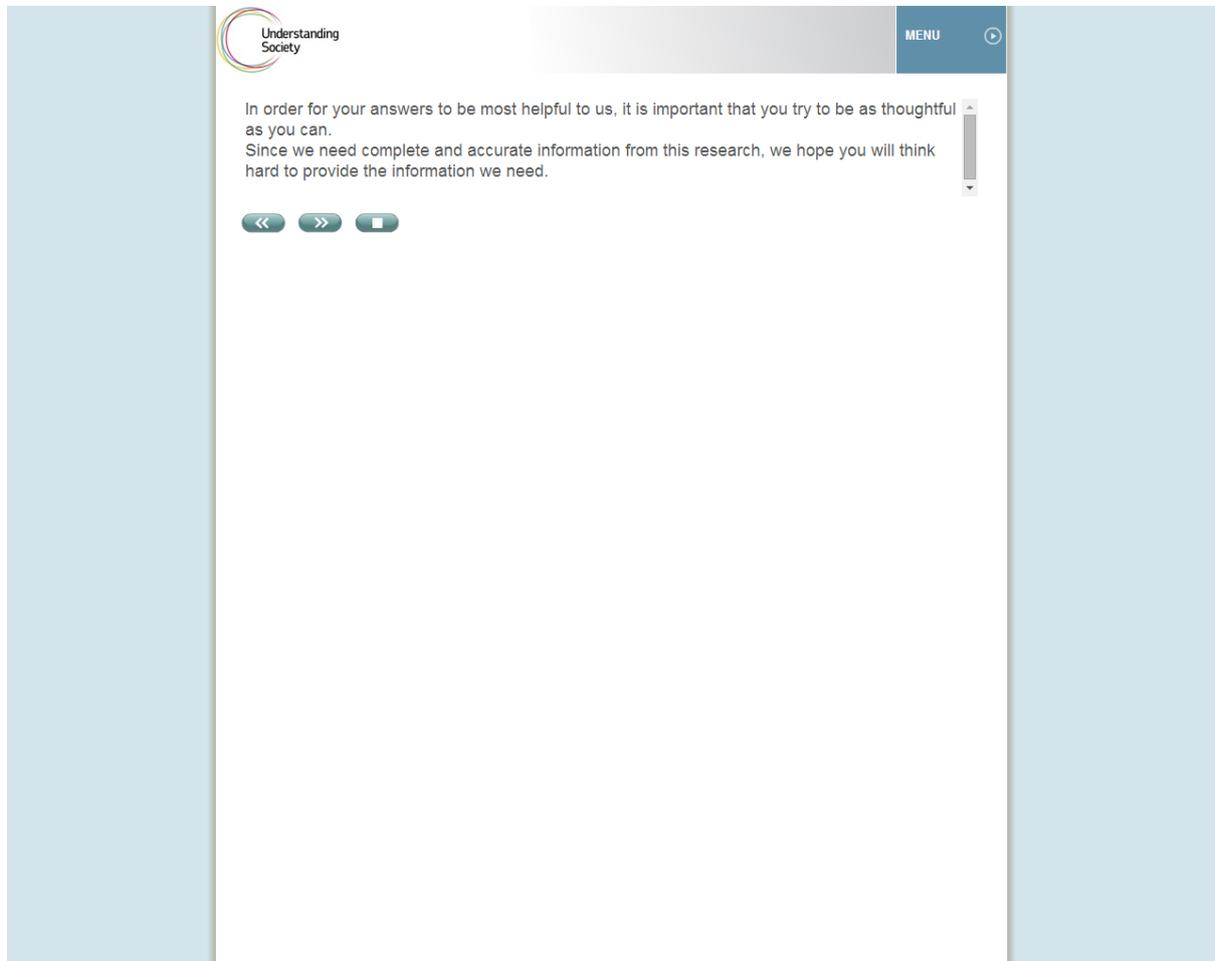 Understanding
Society
MENU
In order for your answers to be most helpful to us, it is important that you try to be as thoughtful
as you can.
Since we need complete and accurate information from this research, we hope you will think
hard to provide the information we need.